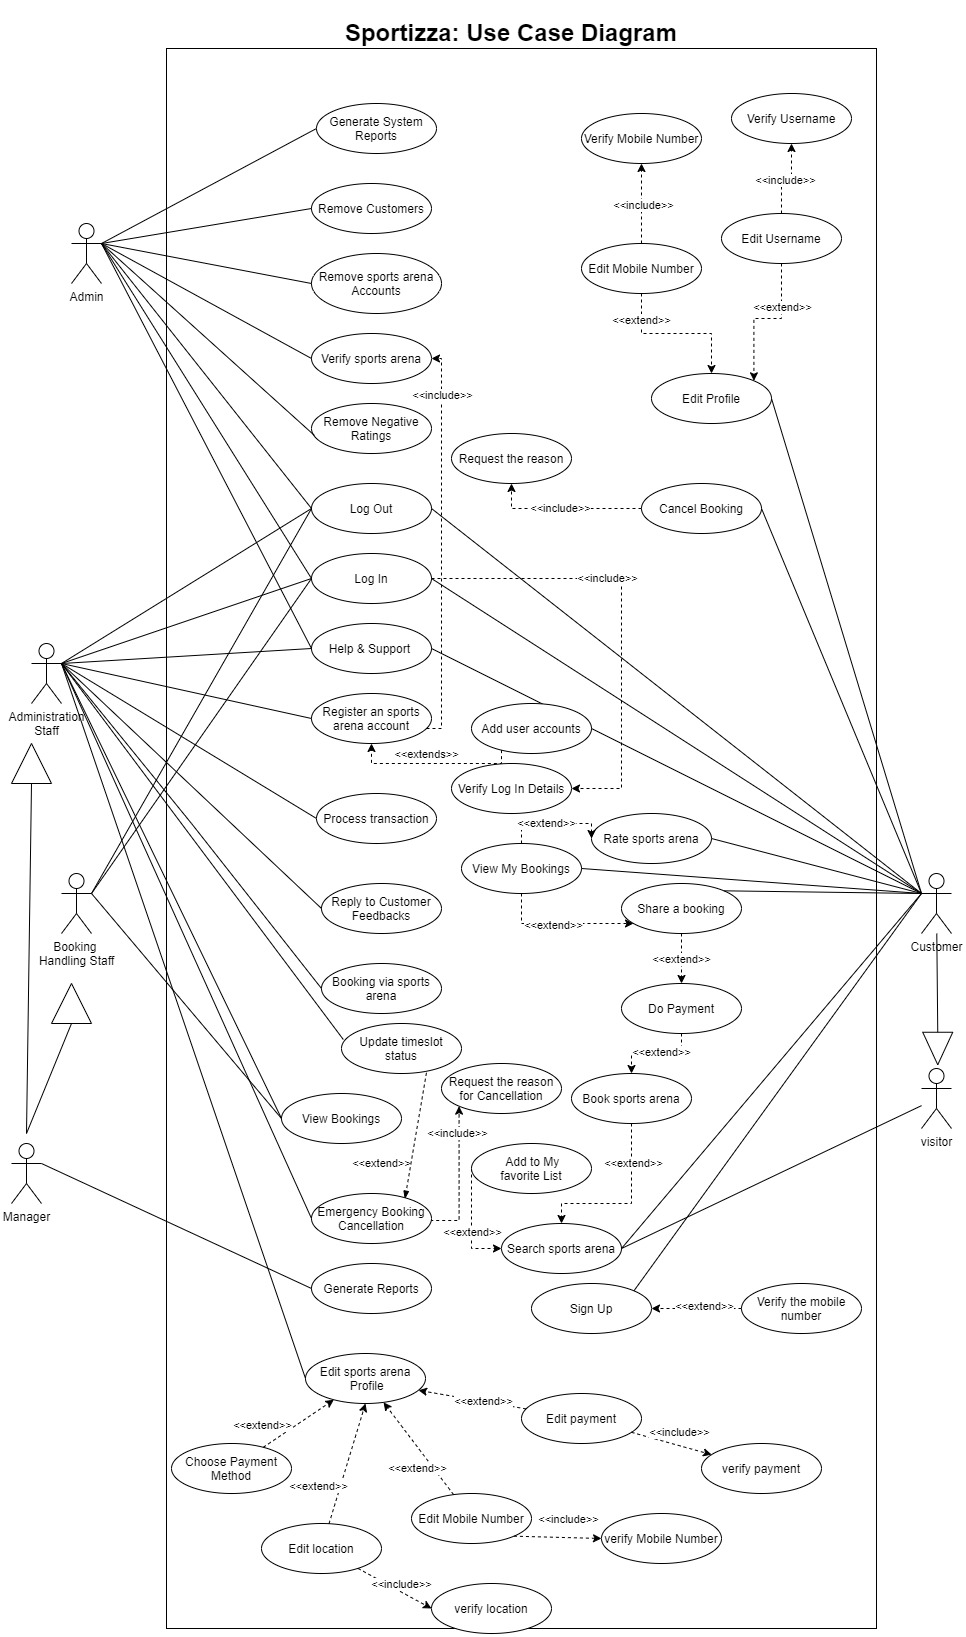 Sportizza: Use Case Diagram
Generate System
Reports
Verify Mobile Number
Verify Username
<<include>>
<<include>>
Remove Customers
Edit Username
Edit Mobile Number
Admin
Remove sports arena
Accounts
<<extend>>
<<extend>>
Verify sports arena
<<include>>
Edit Profile
Remove Negative
Ratings
Request the reason
Log Out
<<include>>
Cancel Booking
Log In
<<include>>
Help & Support
Administration
Staff
Register an sports
arena account
Add user accounts
<<extends>>
Verify Log In Details
Process transaction
<<extend>>
Rate sports arena
View My Bookings
Reply to Customer
Feedbacks
Share a booking
<<extend>>
Booking
Handling Staff
Customer
<<extend>>
Booking via sports
arena
Do Payment
Update timeslot
status
<<extend>>
Request the reason
for Cancellation
Book sports arena
View Bookings
<<include>>
visitor
<<extend>>
<<extend>>
Add to My
favorite List
Manager
Emergency Booking
Cancellation
<<extend>>
Search sports arena
Generate Reports
Sign Up
<<extend>>
Verify the mobile
number
Edit sports arena
Profile
<<extend>>
Edit payment
<<extend>>
<<include>>
Choose Payment
Method
<<extend>>
verify payment
<<extend>>
Edit Mobile Number
<<include>>
verify Mobile Number
Edit location
<<include>>
verify location